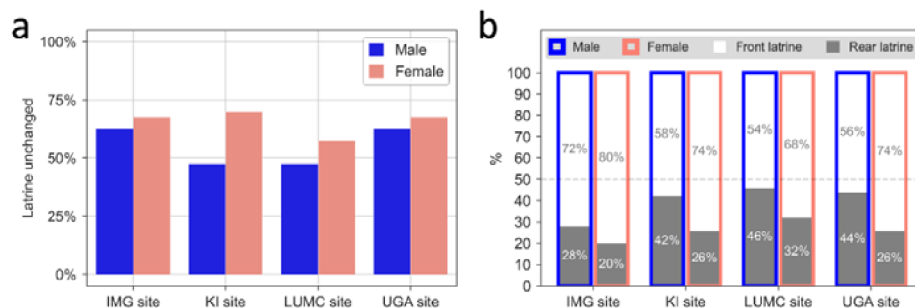 a
Latrine unchanged
100%
75%
50%
25%
0%
Male
Female
IMG site KI site LUMC site UGA site
b
Male Female Front latrine Rear latrine
%
100
90
80
70
60
50
40
30
20
10
0
72% 80% 58% 74% 54% 68% 56% 74%
28% 20% 42% 26% 46% 32% 44% 26%
IMG site KI site LUMC site UGA site